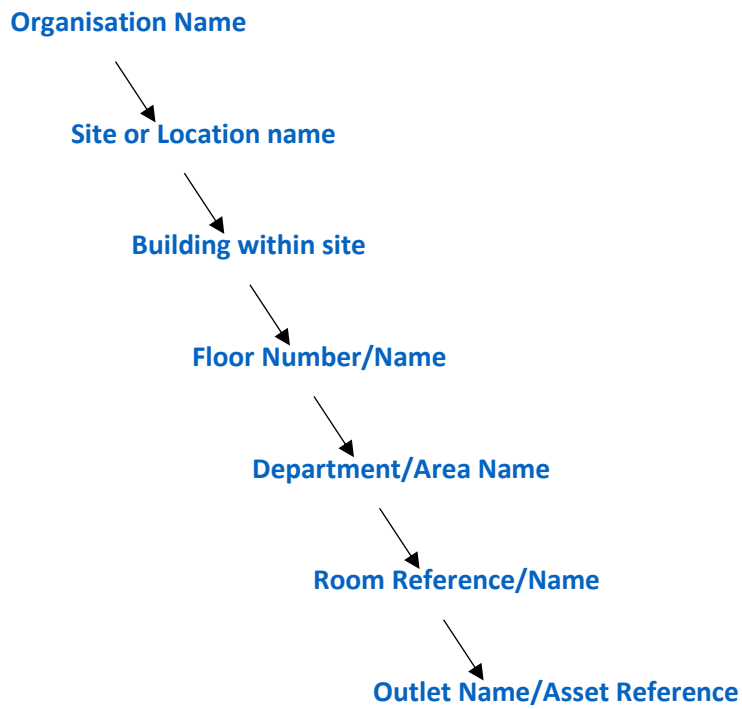 Organisation Name
Site or Location name
Building within site
Floor Number/Name
Department/Area Name
Room Reference/Name
Outlet Name/Asset Reference